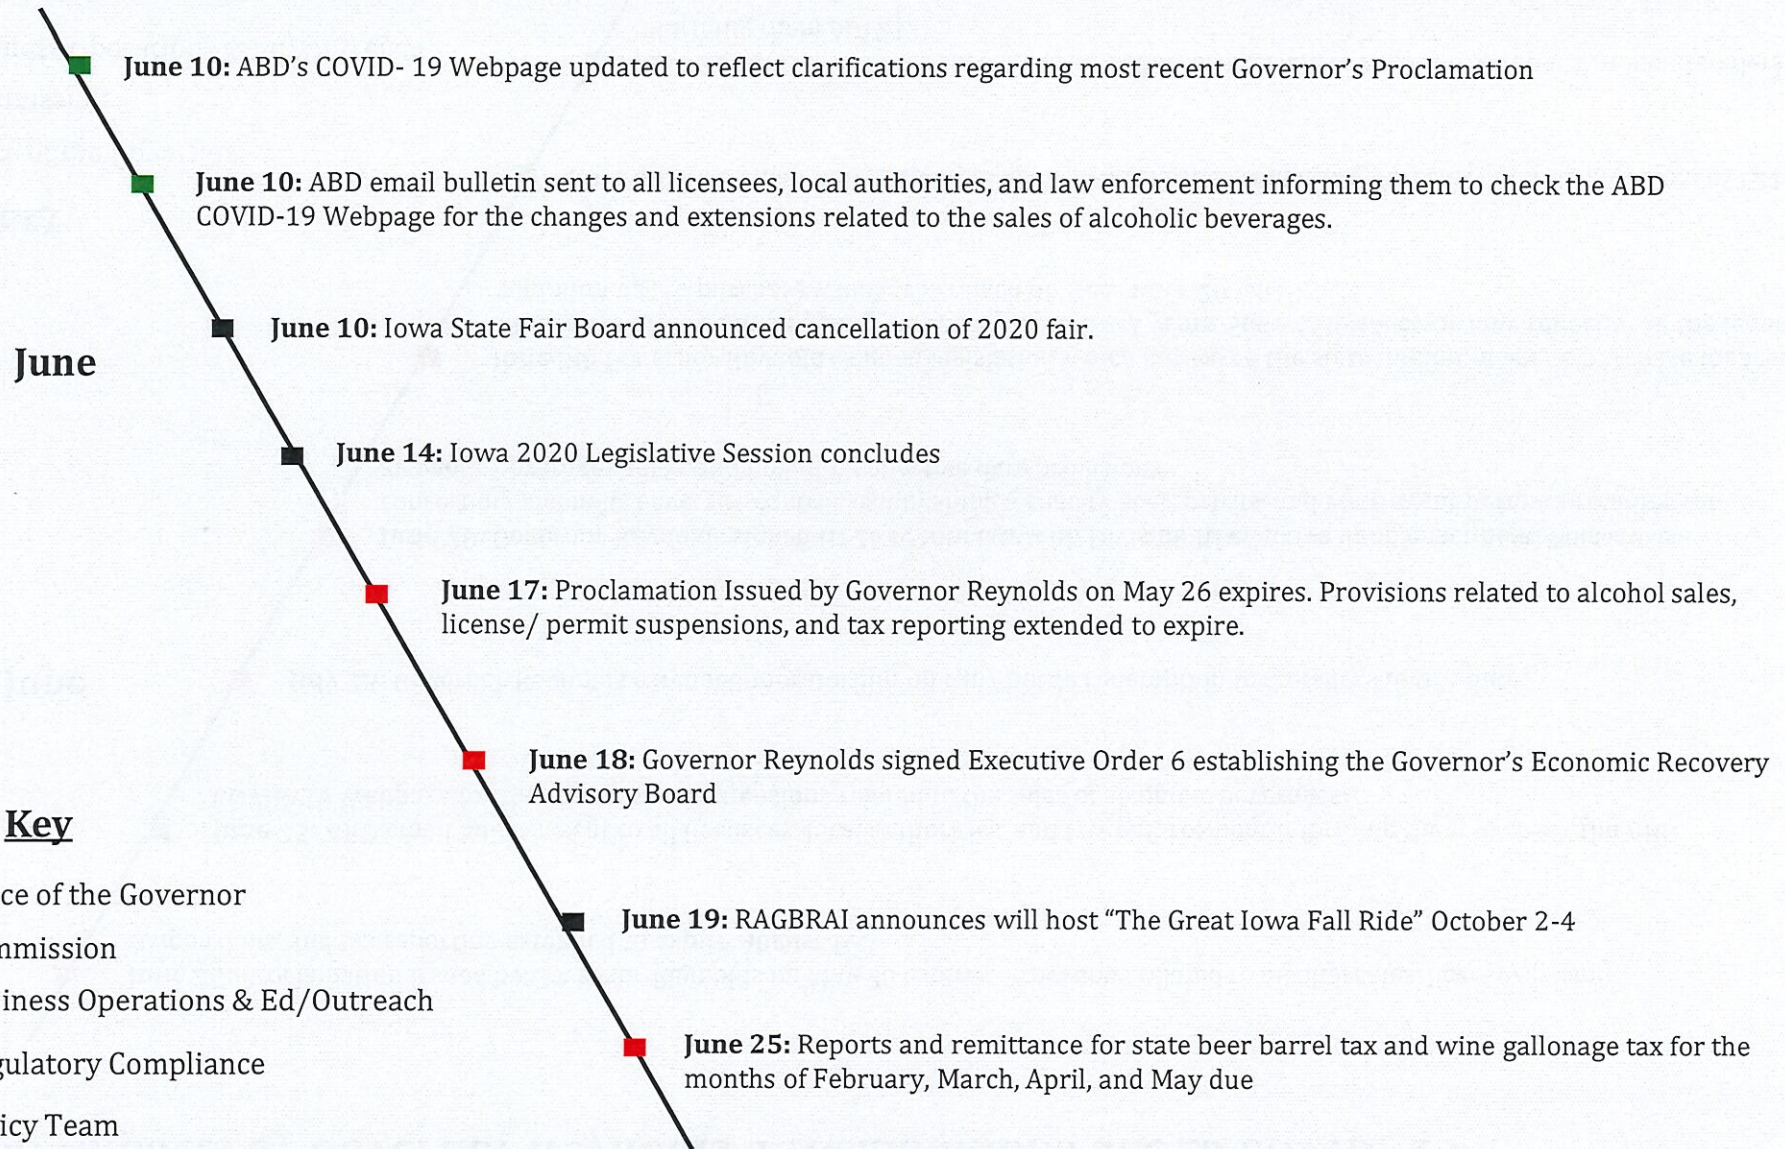 June 10: ABD's COVID- 19 Webpage updated to reflect clarifications regarding most recent Governor's Proclamation
June 10: ABD email bulletin sent to all licensees, local authorities, and law enforcement informing them to check the ABD
COVID-19 Webpage for the changes and extensions related to the sales of alcoholic beverages.
June 10: Iowa State Fair Board announced cancellation of 2020 fair.
June
June 14: Iowa 2020 Legislative Session concludes
June 17: Proclamation Issued by Governor Reynolds on May 26 expires. Provisions related to alcohol sales,
license/ permit suspensions, and tax reporting extended to expire.
June 18: Governor Reynolds signed Executive Order 6 establishing the Governor's Economic Recovery
Advisory Board
Key
ce of the Governor
June 19: RAGBRAI announces will host “The Great Iowa Fall Ride” October 2-4
mmission
iness Operations & Ed/Outreach
June 25: Reports and remittance for state beer barrel tax and wine gallonage tax for the
months of February, March, April, and May due
gulatory Compliance
icy Team